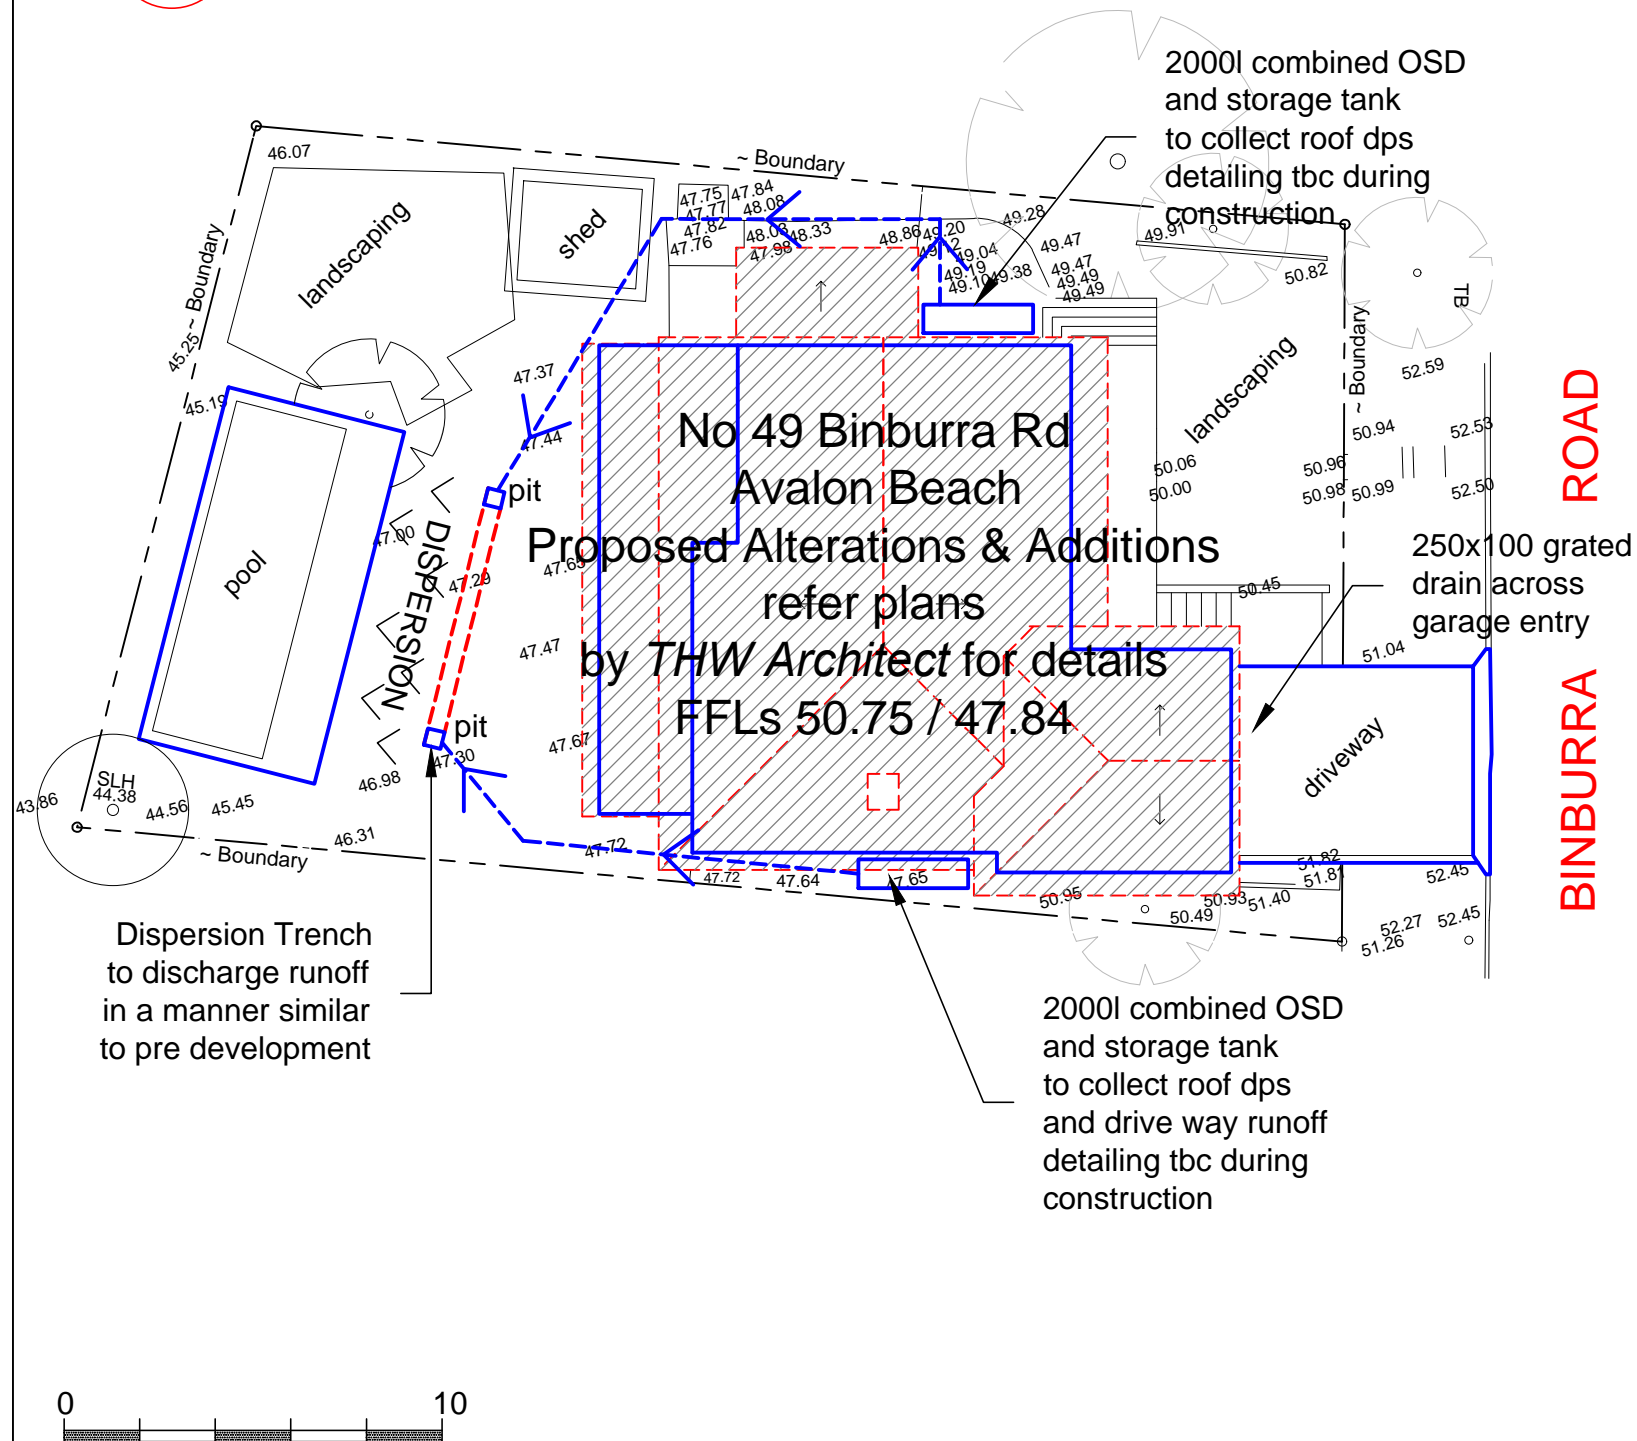 2000l combined OSD
and storage tank
to collect roof dps
detailing tbc during
construction
46.07
~ Boundary
landscaping
shed
47.75
47.84
47.77
48.08
47.82
48.03
48.33
47.76
47.98
48.86
49.20
49.28
49.12
49.04
49.47
49.19
49.38
49.47
49.10
49.49
49.49
49.91
50.82
TB
~ Boundary
45.25
45.19
47.37
47.44
landscaping
~ Boundary
52.59
50.94
52.53
50.06
50.96
50.00
50.98
50.99
52.50
BINBURRA ROAD
No 49 Binburra Rd
Avalon Beach
Proposed Alterations & Additions
refer plans
by THW Architect for details
FFLs 50.75 / 47.84
pit
DISPERSION
47.00
47.29
47.65
47.47
47.67
pool
pit
47.30
46.98
250x100 grated
drain across
garage entry
50.45
51.04
driveway
SLH
44.38
43.86
44.56
45.45
46.31
~ Boundary
47.72
47.72
47.64
47.65
50.95
50.49
50.93
51.40
51.82
51.81
52.45
52.27
52.45
51.26
Dispersion Trench
to discharge runoff
in a manner similar
to pre development
2000l combined OSD
and storage tank
to collect roof dps
and drive way runoff
detailing tbc during
construction
0
10